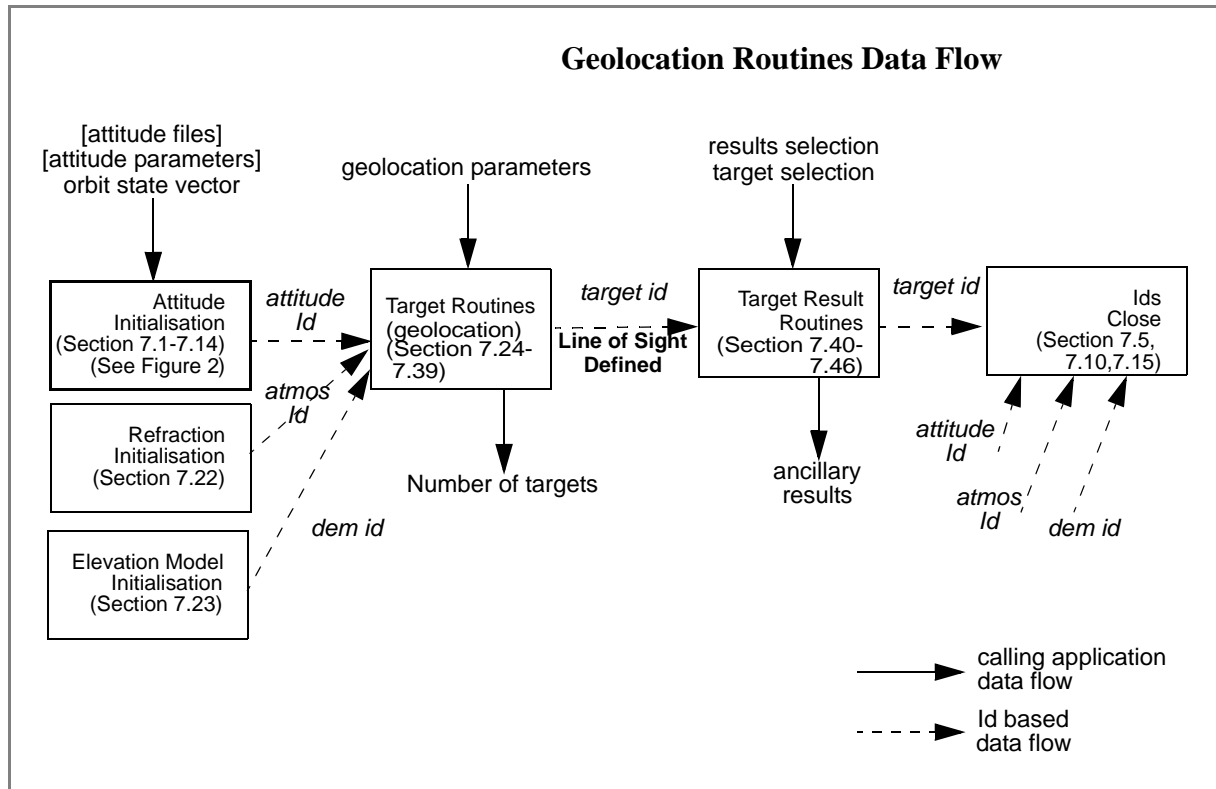 Geolocation Routines Data Flow
[attitude files]
[attitude parameters]
orbit state vector
geolocation parameters
results selection
target selection
Attitude
Initialisation
(Section 7.1-7.14)
(See Figure 2)
attitude
Id
Target Routines
(geolocation)
(Section 7.24-
7.39)
target id
Line of Sight
Defined
Target Result
Routines
(Section 7.40-
7.46)
target id
Ids
Close
(Section 7.5,
7.10,7.15)
atmos
Id
Refraction
Initialisation
(Section 7.22)
Number of targets
ancillary
results
attitude
Id
atmos
Id
dem id
dem id
Elevation Model
Initialisation
(Section 7.23)
calling application
data flow
Id based
data flow